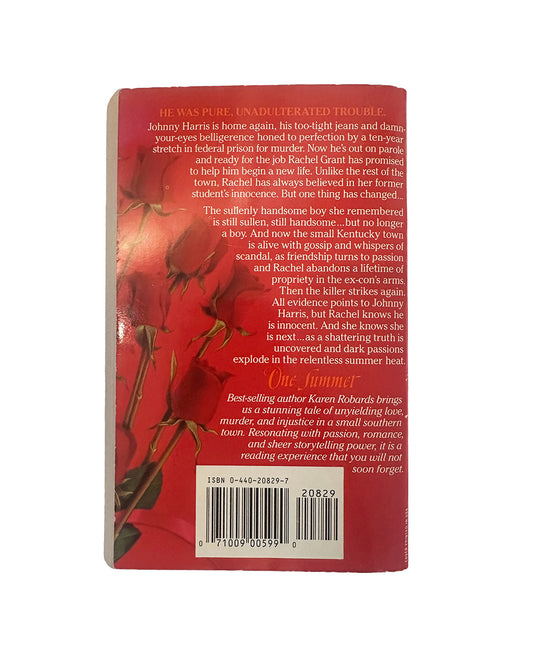 HE WAS PURE, UNADULTERATED TROUBLE.
Johnny Harris is home again, his too-tight jeans and damn-
your-eyes belligerence honed to perfection by a ten-year
stretch in federal prison for murder. Now he's out on parole
and ready for the job Rachel Grant has promised
to help him begin a new life. Unlike the rest of the
town, Rachel has always believed in her former
student's innocence. But one thing has changed...
The sullenly handsome boy she remembered
is still sullen, still handsome...but no longer
a boy. And now the small Kentucky town
is alive with gossip and whispers of
scandal, as friendship turns to passion
and Rachel abandons a lifetime of
propriety in the ex-con's arms.
Then the killer strikes again.
All evidence points to Johnny
Harris, but Rachel knows he
is innocent. And she knows she
is next...as a shattering truth is
uncovered and dark passions
explode in the relentless summer heat.
One Summer
Best-selling author Karen Robards brings
us a stunning tale of unyielding love,
murder, and injustice in a small southern
town. Resonating with passion, romance,
and sheer storytelling power, it is a
reading experience that you will not
soon forget.
ISBN 0-440-20829-7
20829
0 71009 00599 0